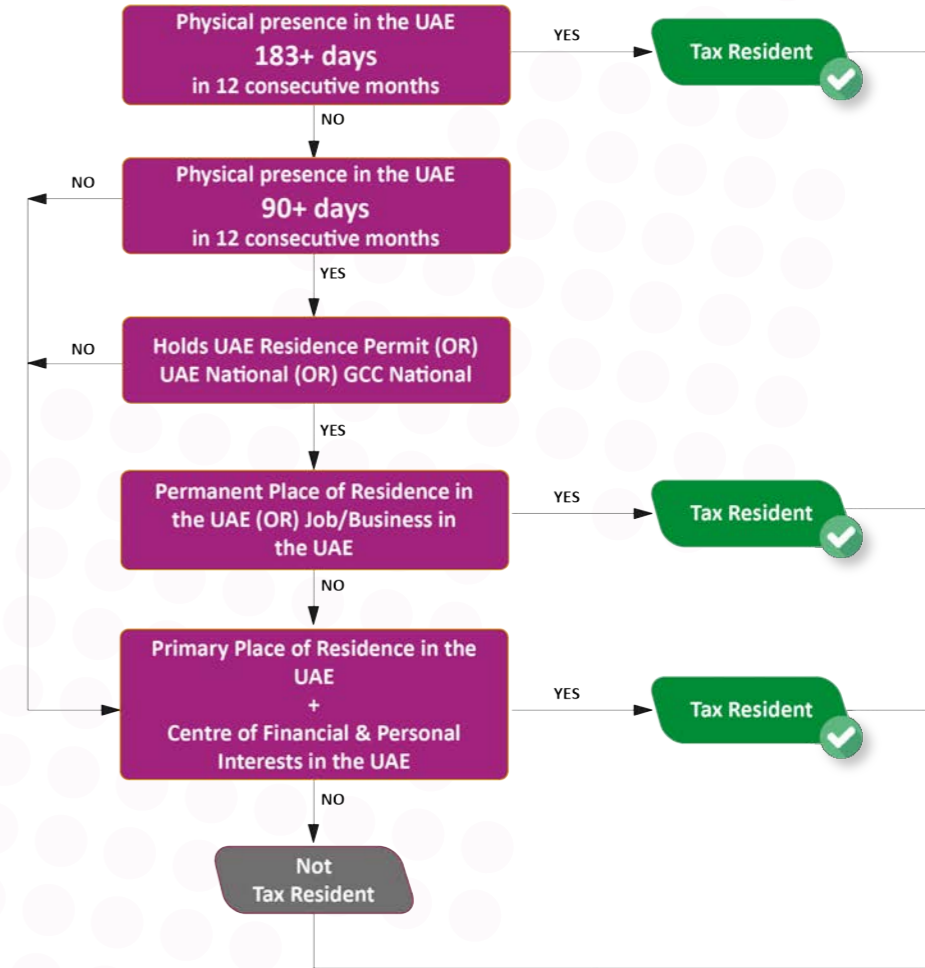 Physical presence in the UAE
183+ days
in 12 consecutive months
YES
Tax Resident
NO
Physical presence in the UAE
90+ days
in 12 consecutive months
NO
YES
Holds UAE Residence Permit (OR)
UAE National (OR) GCC National
NO
YES
Permanent Place of Residence in
the UAE (OR) Job/Business in
the UAE
YES
Tax Resident
NO
Primary Place of Residence in the
UAE
+
Centre of Financial & Personal
Interests in the UAE
YES
Tax Resident
NO
Not
Tax Resident